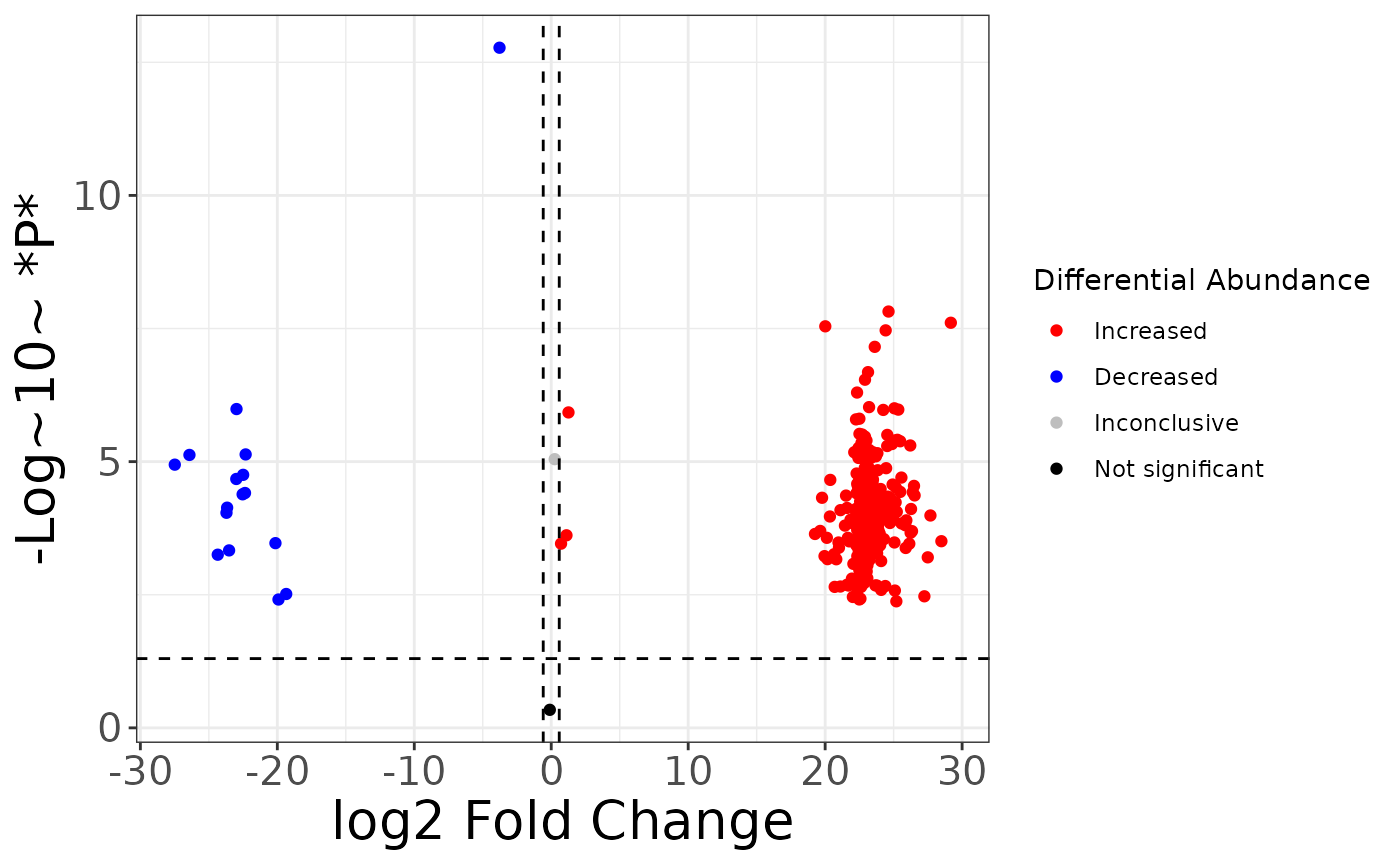 -Log~10~ *P*
10
5
0
-30 -20 -10 0 10 20 30
log2 Fold Change
Differential Abundance
Increased
Decreased
Inconclusive
Not significant